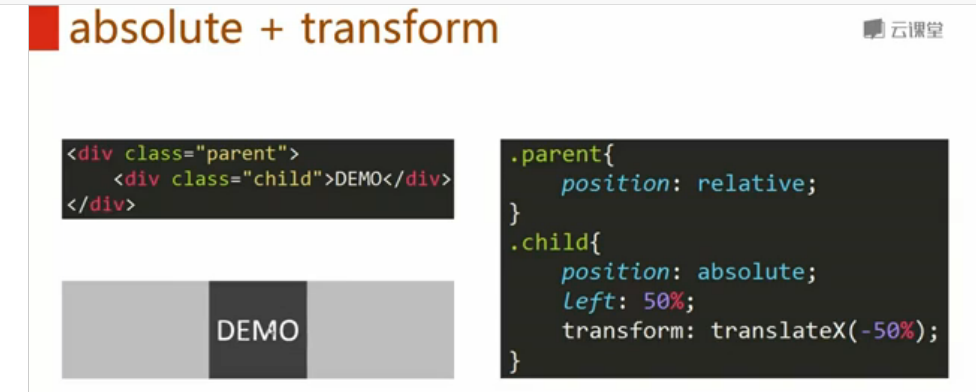 absolute + transform
云课堂
<div class="parent">
    <div class="child">DEMO</div>
</div>
DEMO
.parent{
    position: relative;
}
.child{
    position: absolute;
    left: 50%;
    transform: translateX(-50%);
}